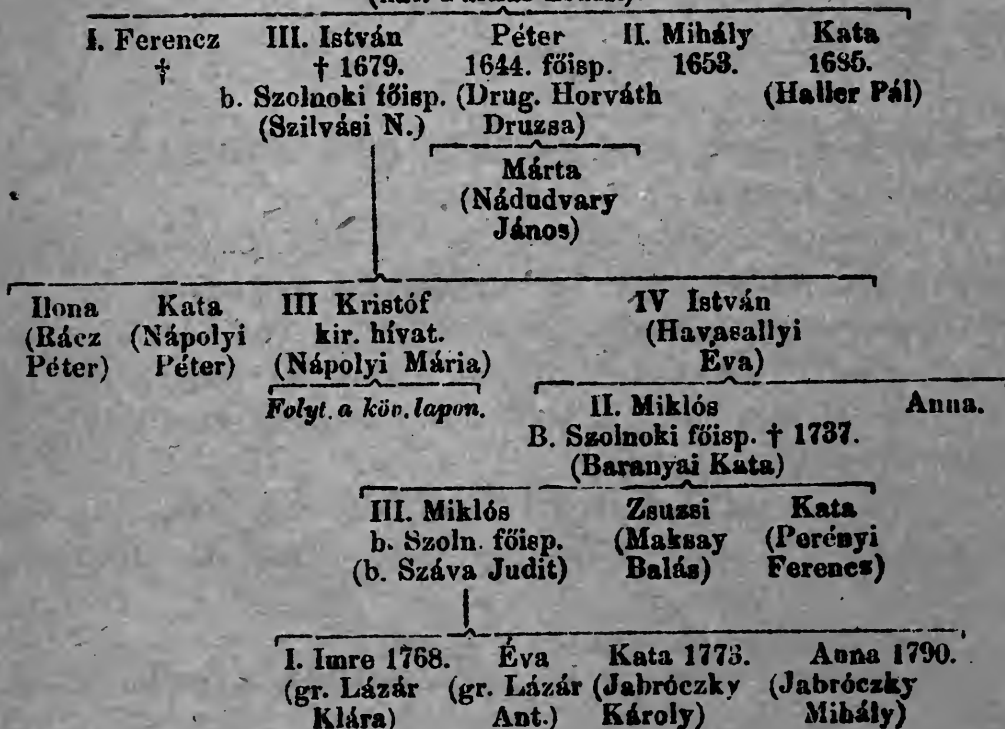 I. Ferencz III. István Péter II. Mihály Kata
† † 1679. 1644. főisp. 1653. 1685.
b. Szolnoki főisp. (Drug. Horváth (Haller Pál)
(Szilvási N.) Druzsa)
Márta
(Nádudvary
János)
Ilona Kata III Kristóf IV István
(Rácz (Nápolyi kir. hívat. (Havasallyi
Péter) Péter) (Nápolyi Mária) Éva)
Folyt. a köv. lapon. II. Miklós Anna.
B. Szolnoki főisp. † 1737.
(Baranyai Kata)
III. Miklós Zsuzsi Kata
b. Szoln. főisp. (Maksay (Perényi
(b. Száva Judit) Balás) Ferencz)
I. Imre 1768. Éva Kata 1773. Anna 1790.
(gr. Lázár (gr. Lázár (Jabróczky (Jabróczky
Klára) Ant.) Károly) Mihály)